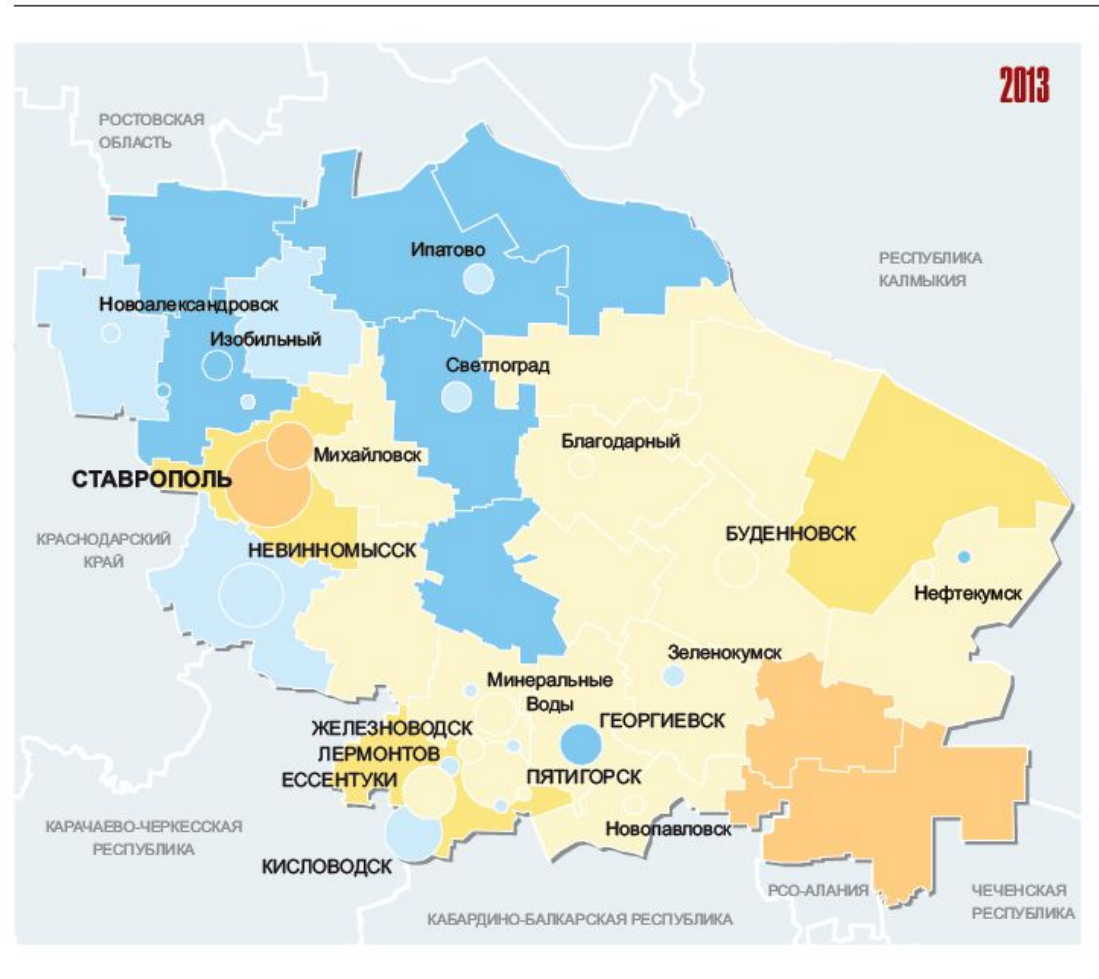 2013
РОСТОВСКАЯ
ОБЛАСТЬ
Ипатово
РЕСПУБЛИКА
КАЛМЫКИЯ
Новоалександровск
Изобильный
Светлоград
Благодарный
Михайловск
СТАВРОПОЛЬ
КРАСНОДАРСКИЙ
КРАЙ
НЕВИННОМЫССК
БУДЕННОВСК
Нефтекумск
Зеленокумск
Минеральные
Воды
ГЕОРГИЕВСК
ЖЕЛЕЗНОВОДСК
ЛЕРМОНТОВ
ЕССЕНТУКИ
ПЯТИГОРСК
Новопавловск
КАРАЧАЕВО-ЧЕРКЕССКАЯ
РЕСПУБЛИКА
КИСЛОВОДСК
РСО-АЛАНИЯ
ЧЕЧЕНСКАЯ
РЕСПУБЛИКА
КАБАРДИНО-БАЛКАРСКАЯ РЕСПУБЛИКА